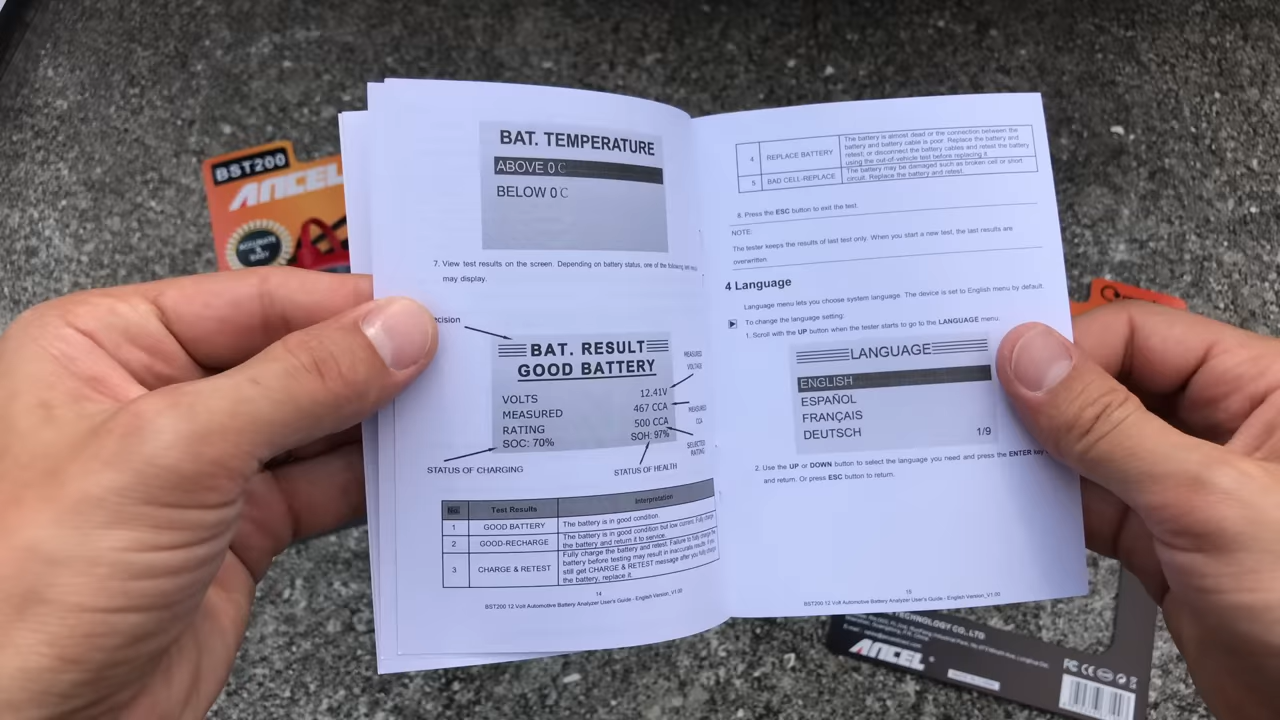 BST200
ANCEL
ACCURATE
&
EASY
BAT. TEMPERATURE
ABOVE 0℃
BELOW 0℃
7. View test results on the screen. Depending on battery status, one of the following
may display.
BAT. RESULT
GOOD BATTERY
VOLTS 12.41V
MEASURED 467 CCA
RATING 500 CCA
SOC: 70% SOH: 97%
MEASURED
VOLTAGE
MEASURED
CCA
SELECTED
RATING
STATUS OF CHARGING
STATUS OF HEALTH
No. Test Results Interpretation
1 GOOD BATTERY The battery is in good condition.
2 GOOD-RECHARGE The battery is in good condition but low current. Fully charge
the battery and return it to service.
3 CHARGE & RETEST Fully charge the battery and retest. Failure to fully charge the
battery before testing may result in inaccurate results. If you
still get CHARGE & RETEST message after you fully charge
the battery, replace it.
14
BST200 12 Volt Automotive Battery Analyzer User's Guide - English Version_V1.00
4 REPLACE BATTERY The battery is almost dead or the connection between the
battery and battery cable is poor. Replace the battery and
retest; or disconnect the battery cables and retest the battery
using the out-of-vehicle test before replacing it.
5 BAD CELL-REPLACE The battery may be damaged such as broken cell or short
circuit. Replace the battery and retest.
8. Press the ESC button to exit the test.
NOTE:
The tester keeps the results of last test only. When you start a new test, the last results are
overwritten.
4 Language
Language menu lets you choose system language. The device is set to English menu by default.
To change the language setting:
1. Scroll with the UP button when the tester starts to go to the LANGUAGE menu.
LANGUAGE
ENGLISH
ESPAÑOL
FRANÇAIS
DEUTSCH 1/9
2. Use the UP or DOWN button to select the language you need and press the ENTER key
and return. Or press ESC button to return.
15
BST200 12 Volt Automotive Battery Analyzer User's Guide - English Version_V1.00
TECHNOLOGY CO.,LTD
ANCEL
FC CE